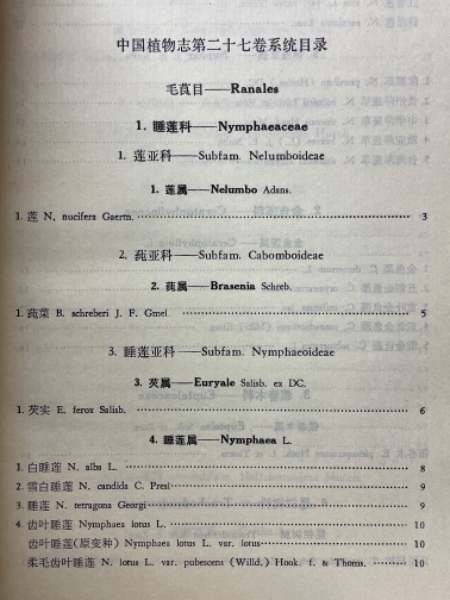 中国植物志第二十七卷系统目录
毛茛目——Ranales
1. 睡莲科——Nymphaeaceae
1. 莲亚科——Subfam. Nelumboideae
1. 莲属——Nelumbo Adans.
1. 莲 N. nucifera Gaertn. 3
2. 莼亚科——Subfam. Cabomboideae
2. 莼属——Brasenia Schreb.
1. 莼菜 B. schreberi J. F. Gmel. 5
3. 睡莲亚科——Subfam. Nymphaeoideae
3. 芡属——Euryale Salisb. ex DC.
1. 芡实 E. ferox Salisb. 6
4. 睡莲属——Nymphaea L.
1. 白睡莲 N. alba L. 8
2. 雪白睡莲 N. candida C. Presl 9
3. 睡莲 N. tetragona Georgi 9
4. 齿叶睡莲 Nymphaea lotus L. 10
齿叶睡莲(原变种) Nymphaea lotus L. var. lotus 10
柔毛齿叶睡莲 N. lotus L. var. pubescens (Willd.) Hook. f. & Thoms. 10